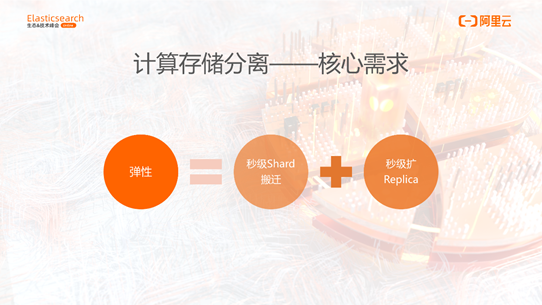 Elasticsearch
生态&技术峰会
阿里云
计算存储分离——核心需求
弹性
=
秒级Shard
搬迁
+
秒级扩
Replica